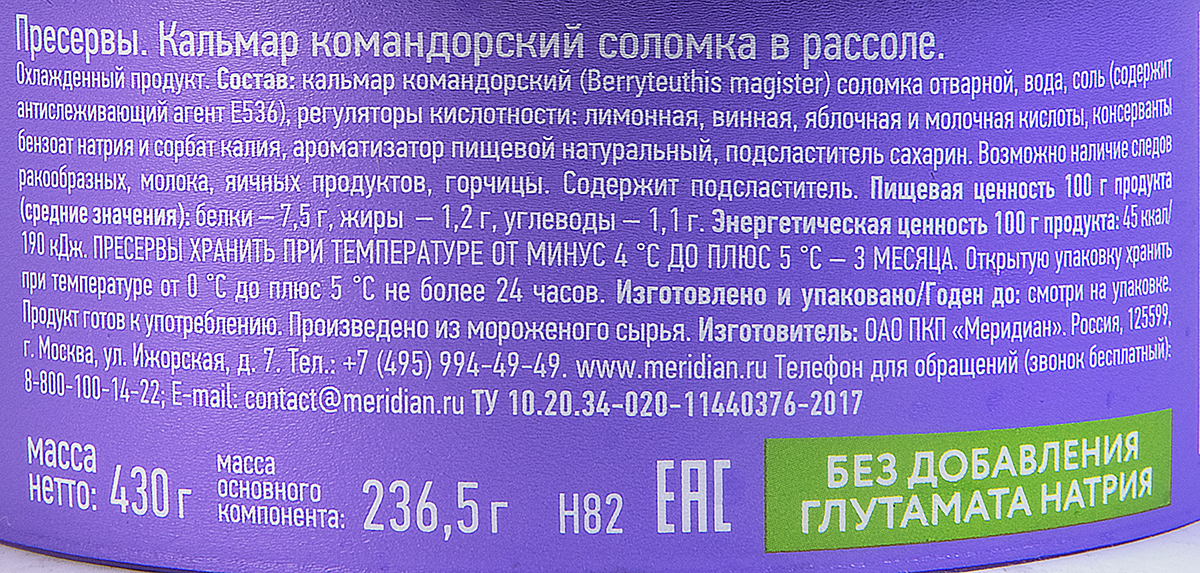 Пресервы. Кальмар командорский соломка в рассоле.
Охлажденный продукт. Состав: кальмар командорский (Berryteuthis magister) соломка отварной, вода, соль (содержит
антислеживающий агент Е536), регуляторы кислотности: лимонная, винная, яблочная и молочная кислоты, консерванты
бензоат натрия и сорбат калия, ароматизатор пищевой натуральный, подсластитель сахарин. Возможно наличие следов
ракообразных, молока, яичных продуктов, горчицы. Содержит подсластитель. Пищевая ценность 100 г продукта
(средние значения): белки – 7,5 г, жиры – 1,2 г, углеводы – 1,1 г. Энергетическая ценность 100 г продукта: 45 ккал/
190 кДж. ПРЕСЕРВЫ ХРАНИТЬ ПРИ ТЕМПЕРАТУРЕ ОТ МИНУС 4 °С ДО ПЛЮС 5 °С – 3 МЕСЯЦА. Открытую упаковку хранить
при температуре от 0 °С до плюс 5 °С не более 24 часов. Изготовлено и упаковано/Годен до: смотри на упаковке.
Продукт готов к употреблению. Произведено из мороженого сырья. Изготовитель: ОАО ПКП «Меридиан». Россия, 125599,
г. Москва, ул. Ижорская, д. 7. Тел.: +7 (495) 994-49-49. www.meridian.ru Телефон для обращений (звонок бесплатный):
8-800-100-14-22; E-mail: contact@meridian.ru ТУ 10.20.34-020-11440376-2017
масса нетто: 430 г
масса основного компонента: 236,5 г
Н82
EAC
БЕЗ ДОБАВЛЕНИЯ
ГЛУТАМАТА НАТРИЯ